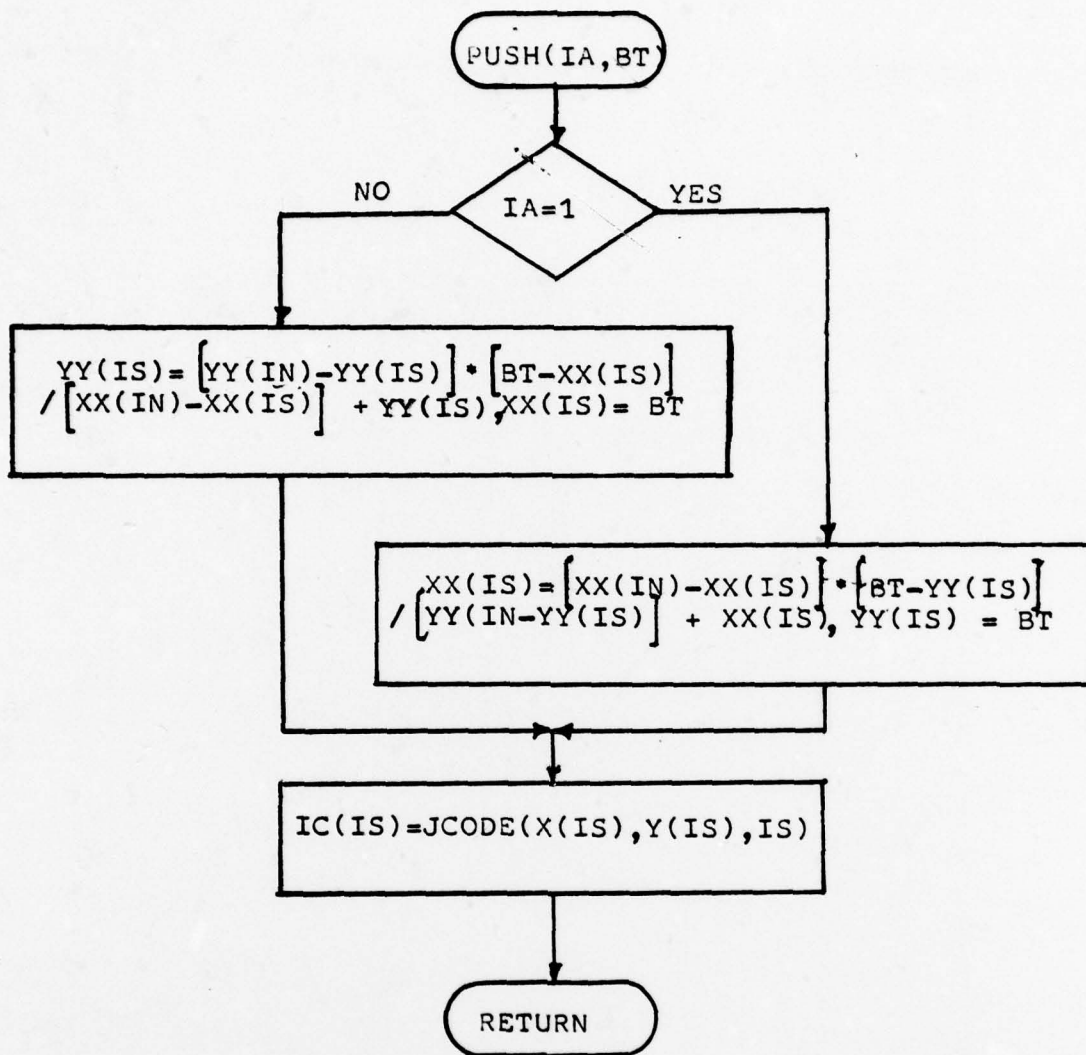 PUSH(IA,BT)
NO
YES
IA=1
YY(IS)=[YY(IN)-YY(IS)]*[BT-XX(IS)]
/[XX(IN)-XX(IS)] +YY(IS),XX(IS)= BT
XX(IS)=[XX(IN)-XX(IS)]*[BT-YY(IS)]
/[YY(IN-YY(IS)] + XX(IS), YY(IS) = BT
IC(IS)=JCODE(X(IS),Y(IS),IS)
RETURN